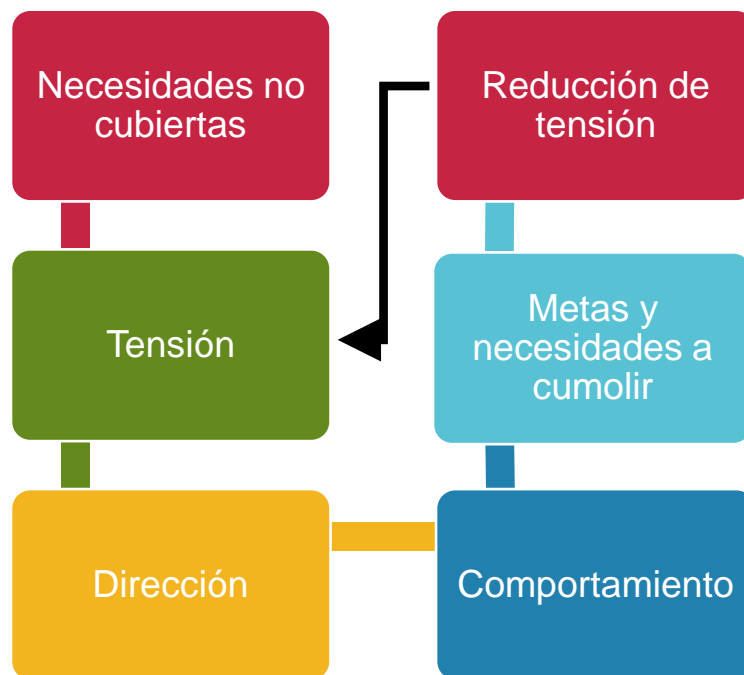 Necesidades no
cubiertas
Tensión
Dirección
Comportamiento
Metas y
necesidades a
cumolir
Reducción de
tensión